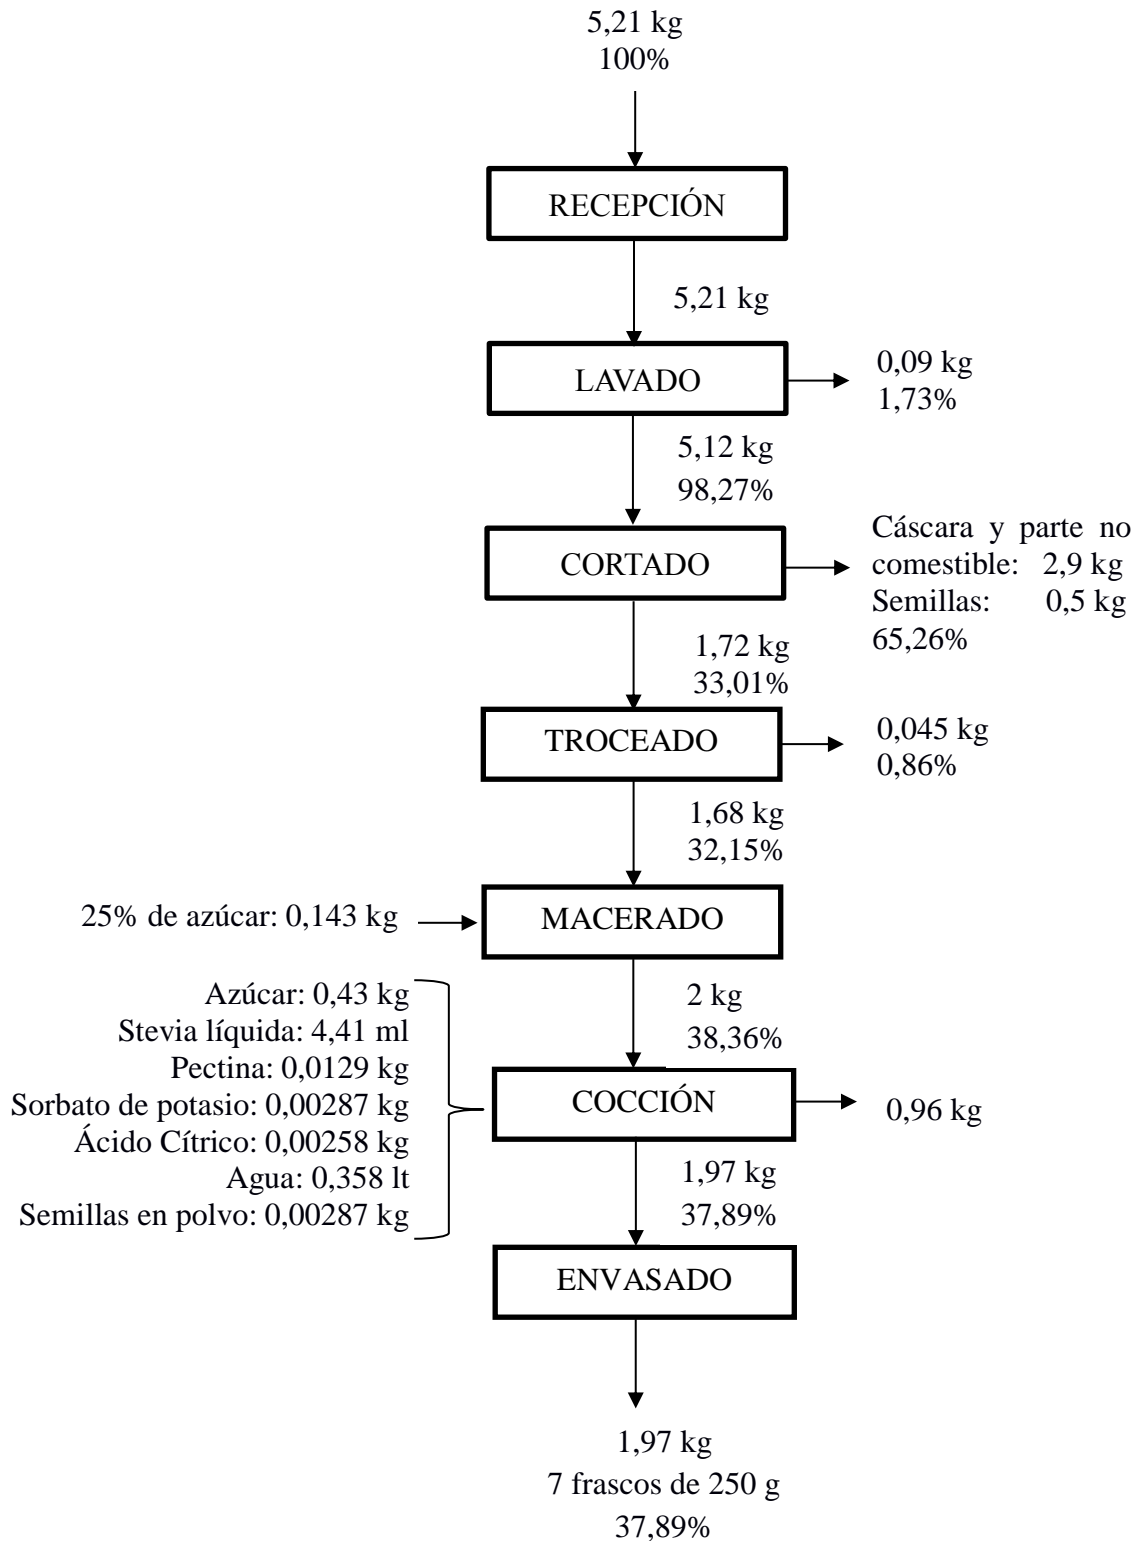 5,21 kg
100%
RECEPCIÓN
5,21 kg
LAVADO
0,09 kg
1,73%
5,12 kg
98,27%
CORTADO
Cáscara y parte no
comestible: 2,9 kg
Semillas: 0,5 kg
65,26%
1,72 kg
33,01%
TROCEADO
0,045 kg
0,86%
1,68 kg
32,15%
25% de azúcar: 0,143 kg
MACERADO
2 kg
38,36%
Azúcar: 0,43 kg
Stevia líquida: 4,41 ml
Pectina: 0,0129 kg
Sorbato de potasio: 0,00287 kg
Ácido Cítrico: 0,00258 kg
Agua: 0,358 lt
Semillas en polvo: 0,00287 kg
COCCIÓN
0,96 kg
1,97 kg
37,89%
ENVASADO
1,97 kg
7 frascos de 250 g
37,89%